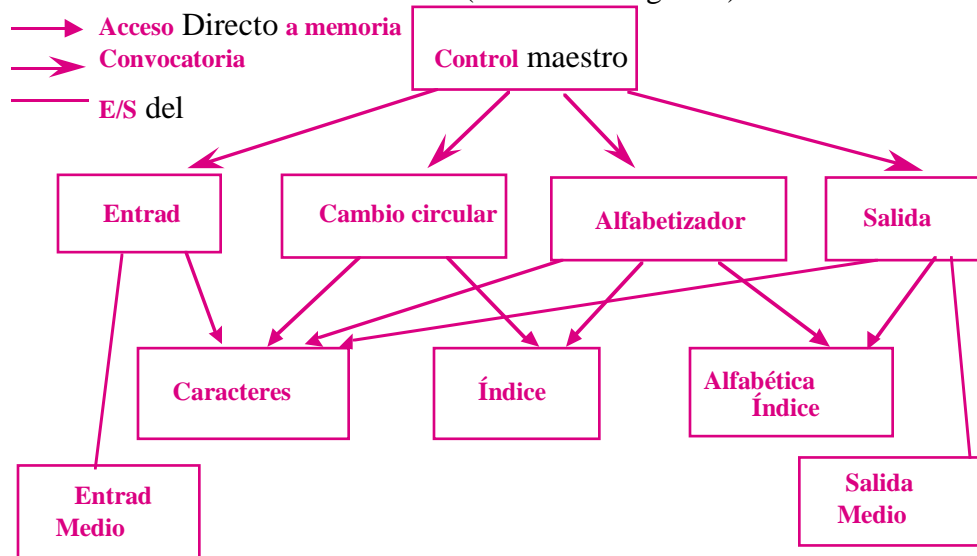 Acceso Directo a memoria
Convocatoria
E/S del
Control maestro
Entrad
Cambio circular
Alfabetizador
Salida
Caracteres
Índice
Alfabética
Índice
Entrad
Medio
Salida
Medio